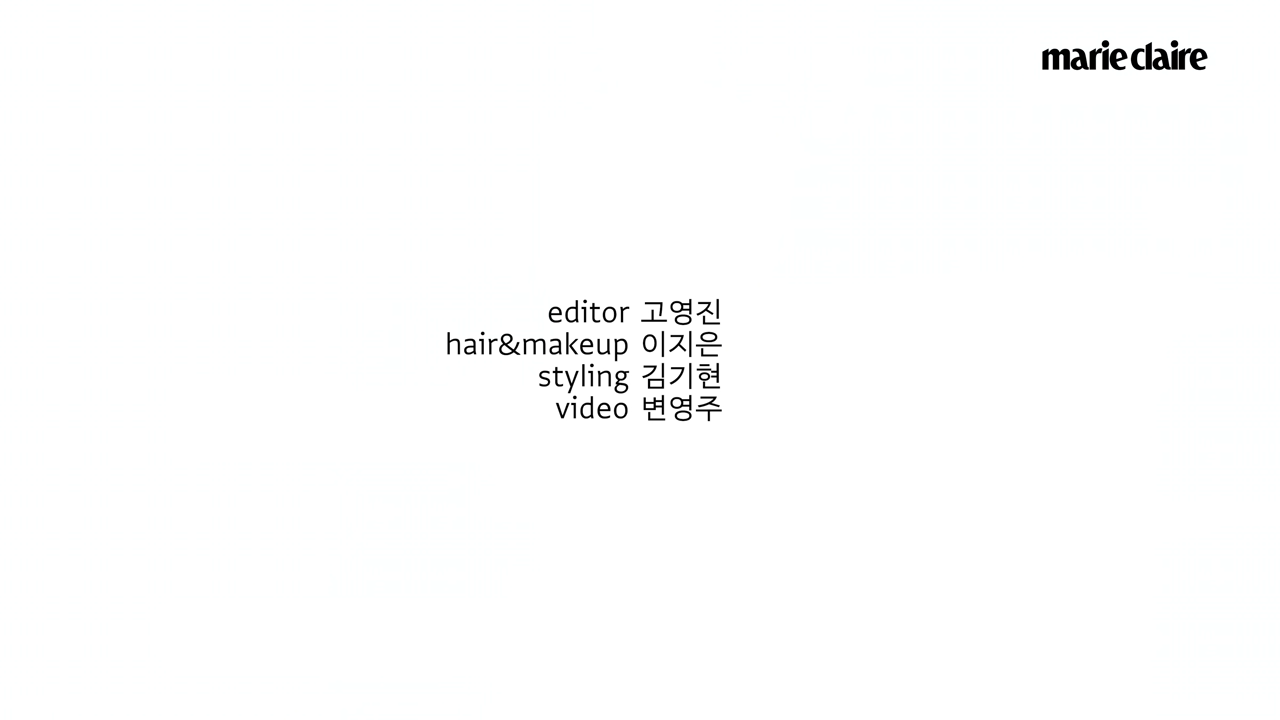 marie claire
editor 고영진
hair&makeup 이지은
styling 김기현
video 변영주